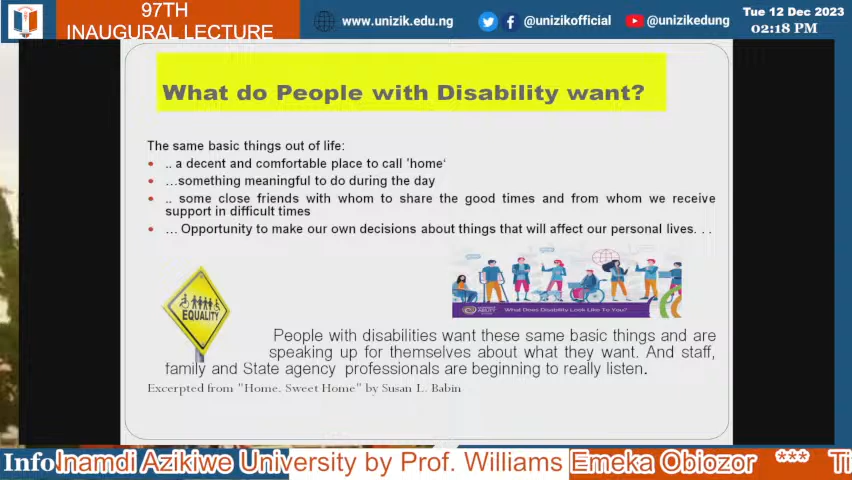 97TH
INAUGURAL LECTURE
www.unizik.edu.ng
@unizikofficial
@unizikedung
Tue 12 Dec 2023
02:18 PM
What do People with Disability want?
The same basic things out of life:
.. a decent and comfortable place to call 'home'
...something meaningful to do during the day
.. some close friends with whom to share the good times and from whom we receive
support in difficult times
... Opportunity to make our own decisions about things that will affect our personal lives. . .
EQUALITY
What Does Disability Look Like To You?
People with disabilities want these same basic things and are
speaking up for themselves about what they want. And staff,
family and State agency professionals are beginning to really listen.
Excerpted from "Home, Sweet Home" by Susan L. Babin
Info
Inamdi Azikiwe University by Prof. Williams Emeka Obiozor *** Ti